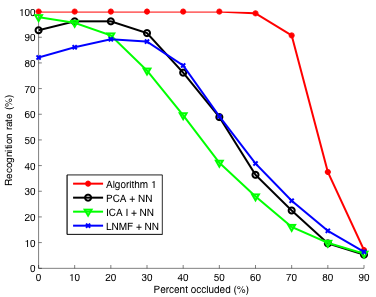 Recognition rate (%)
100
90
80
70
60
50
40
30
20
10
0
Algorithm 1
PCA + NN
ICA I + NN
LNMF + NN
0 10 20 30 40 50 60 70 80 90
Percent occluded (%)